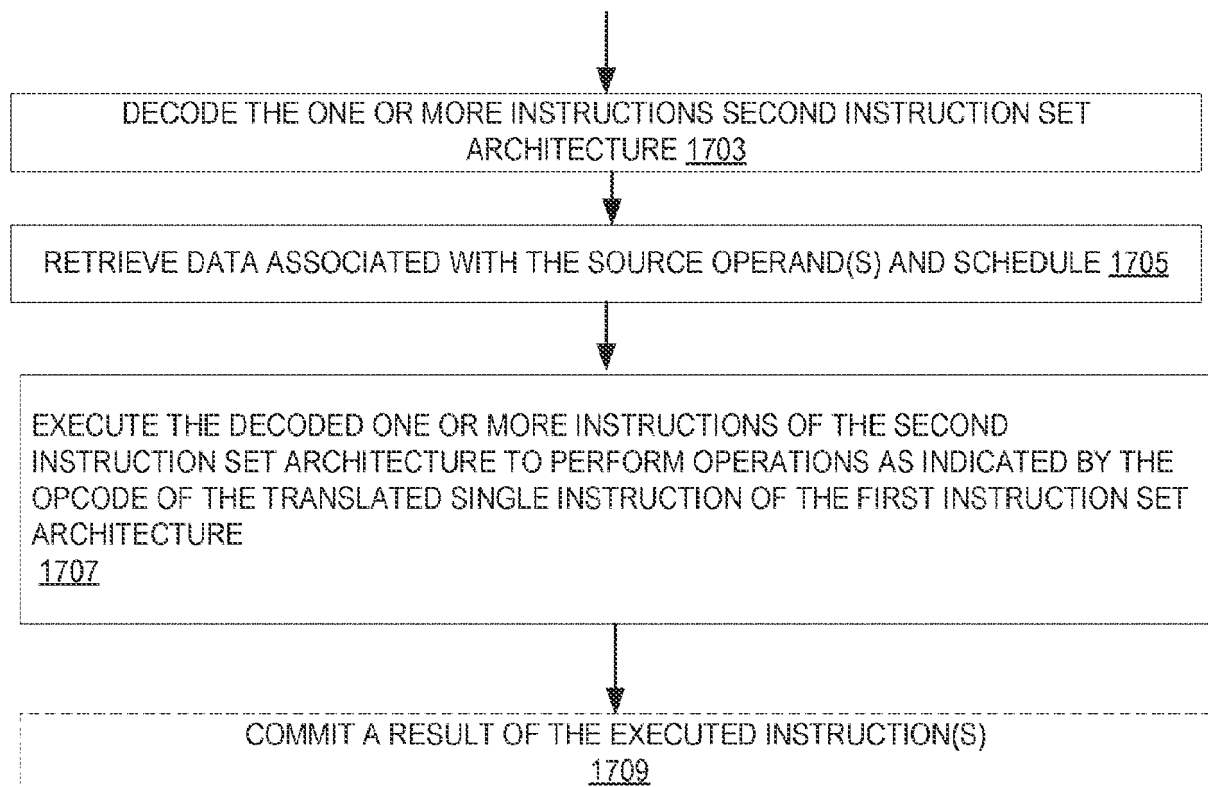 DECODE THE ONE OR MORE INSTRUCTIONS SECOND INSTRUCTION SET
ARCHITECTURE 1703
RETRIEVE DATA ASSOCIATED WITH THE SOURCE OPERAND(S) AND SCHEDULE 1705
EXECUTE THE DECODED ONE OR MORE INSTRUCTIONS OF THE SECOND
INSTRUCTION SET ARCHITECTURE TO PERFORM OPERATIONS AS INDICATED BY THE
OPCODE OF THE TRANSLATED SINGLE INSTRUCTION OF THE FIRST INSTRUCTION SET
ARCHITECTURE
1707
COMMIT A RESULT OF THE EXECUTED INSTRUCTION(S)
1709